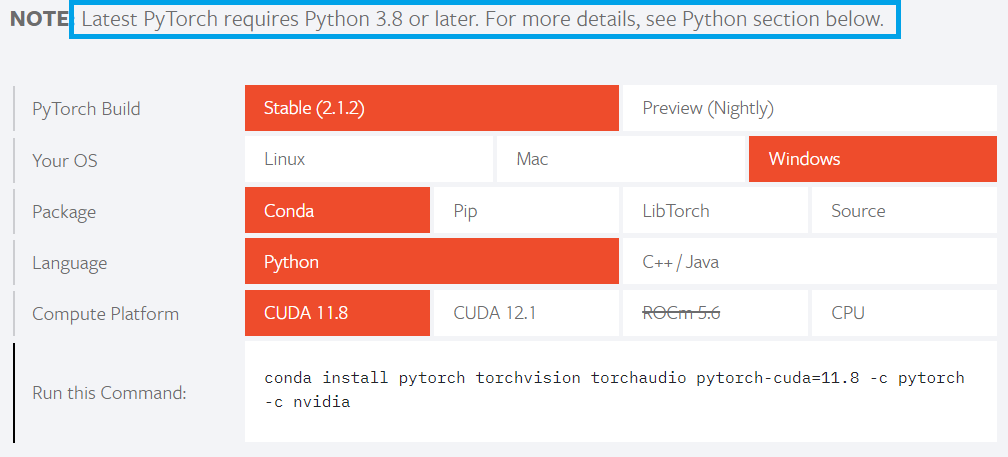 NOTE: Latest PyTorch requires Python 3.8 or later. For more details, see Python section below.
PyTorch Build Stable (2.1.2) Preview (Nightly)
Your OS Linux Mac Windows
Package Conda Pip LibTorch Source
Language Python C++ / Java
Compute Platform CUDA 11.8 CUDA 12.1 ROCm 5.6 CPU
Run this Command: conda install pytorch torchvision torchaudio pytorch-cuda=11.8 -c pytorch
-c nvidia